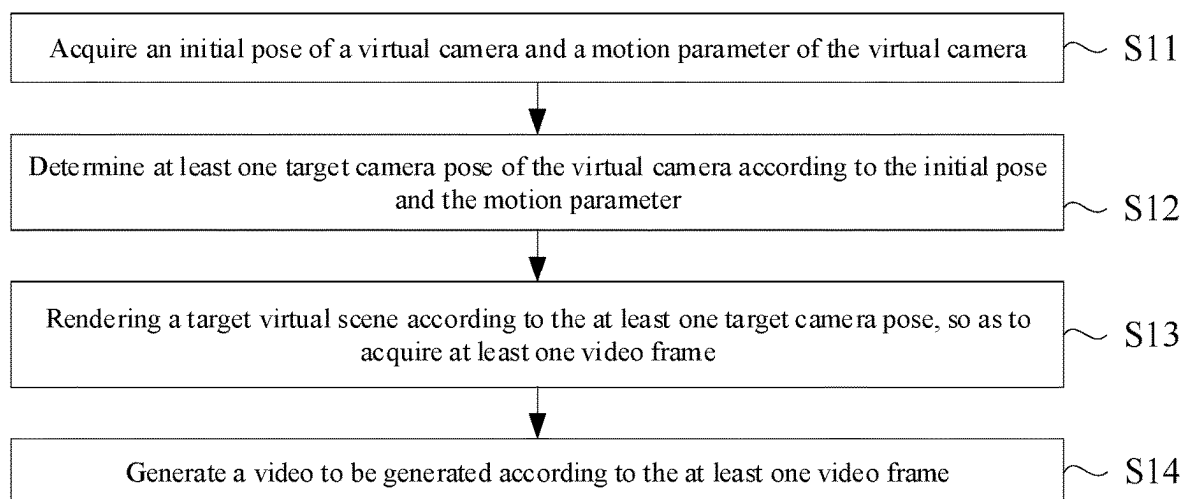 Acquire an initial pose of a virtual camera and a motion parameter of the virtual camera
S11
Determine at least one target camera pose of the virtual camera according to the initial pose
and the motion parameter
S12
Rendering a target virtual scene according to the at least one target camera pose, so as to
acquire at least one video frame
S13
Generate a video to be generated according to the at least one video frame
S14